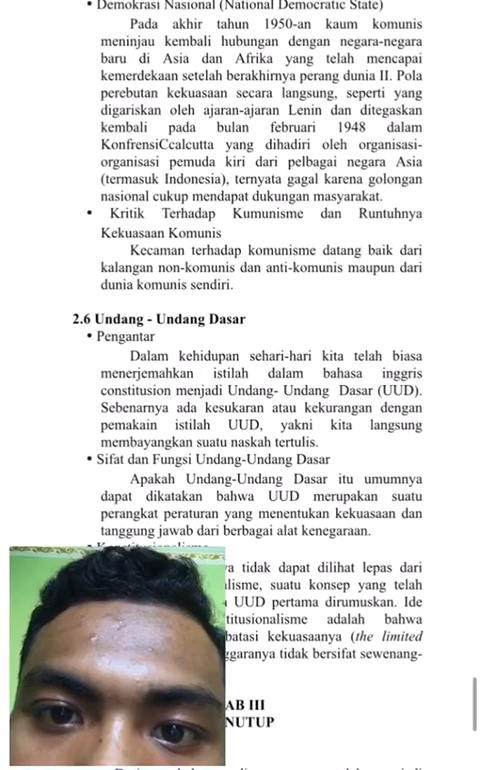 • Demokrasi Nasional (National Democratic State)
Pada akhir tahun 1950-an kaum komunis
meninjau kembali hubungan dengan negara-negara
baru di Asia dan Afrika yang telah mencapai
kemerdekaan setelah berakhirnya perang dunia II. Pola
perebutan kekuasaan secara langsung, seperti yang
digariskan oleh ajaran-ajaran Lenin dan ditegaskan
kembali pada bulan februari 1948 dalam
KonfrensiCcalcutta yang dihadiri oleh organisasi-
organisasi pemuda kiri dari pelbagai negara Asia
(termasuk Indonesia), ternyata gagal karena golongan
nasional cukup mendapat dukungan masyarakat.
• Kritik Terhadap Kumunisme dan Runtuhnya
Kekuasaan Komunis
Kecaman terhadap komunisme datang baik dari
kalangan non-komunis dan anti-komunis maupun dari
dunia komunis sendiri.
2.6 Undang - Undang Dasar
• Pengantar
Dalam kehidupan sehari-hari kita telah biasa
menerjemahkan istilah dalam bahasa inggris
constitusion menjadi Undang- Undang Dasar (UUD).
Sebenarnya ada kesukaran atau kekurangan dengan
pemakain istilah UUD, yakni kita langsung
membayangkan suatu naskah tertulis.
• Sifat dan Fungsi Undang-Undang Dasar
Apakah Undang-Undang Dasar itu umumnya
dapat dikatakan bahwa UUD merupakan suatu
perangkat peraturan yang menentukan kekuasaan dan
tanggung jawab dari berbagai alat kenegaraan.
tidak dapat dilihat lepas dari
suatu konsep yang telah
UUD pertama dirumuskan. Ide
adalah bahwa
kekuasaanya (the limited
tidak bersifat sewenang-
AB III
NUTUP